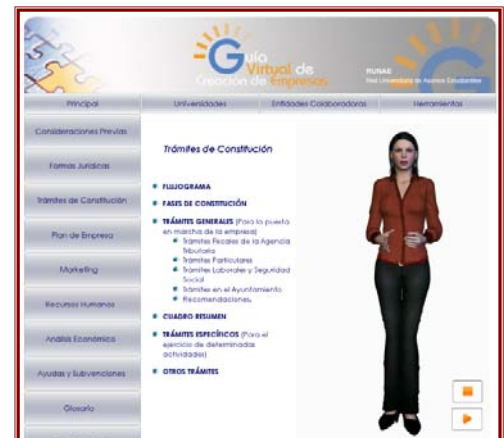 Guía
Virtual de
Creación de Empresas
RUNAE
Red Universitaria de Asuntos Estudiantiles
Principal
Universidades
Entidades Colaboradoras
Herramientas
Consideraciones Previas
Formas Jurídicas
Trámites de Constitución
Plan de Empresa
Marketing
Recursos Humanos
Análisis Económico
Ayudas y Subvenciones
Glosario
Trámites de Constitución
FLUJOGRAMA
FASES DE CONSTITUCIÓN
TRÁMITES GENERALES (Para la puesta
en marcha de la empresa)
Trámites Fiscales de la Agencia
Tributaria
Trámites Particulares
Trámites Laborales y Seguridad
Social
Trámites en el Ayuntamiento
Recomendaciones.
CUADRO RESUMEN
TRÁMITES ESPECÍFICOS (Para el
ejercicio de determinadas
actividades)
OTROS TRÁMITES